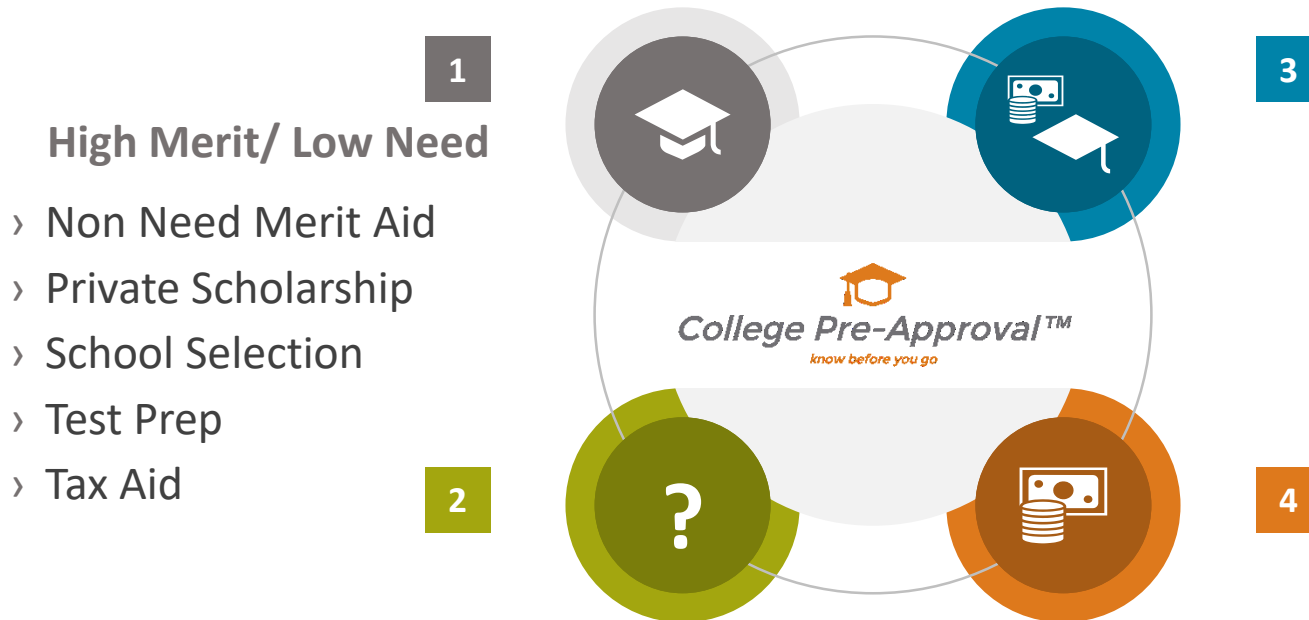 1
High Merit/ Low Need
› Non Need Merit Aid
› Private Scholarship
› School Selection
› Test Prep
› Tax Aid
2
?
College Pre-Approval™
know before you go
3
4